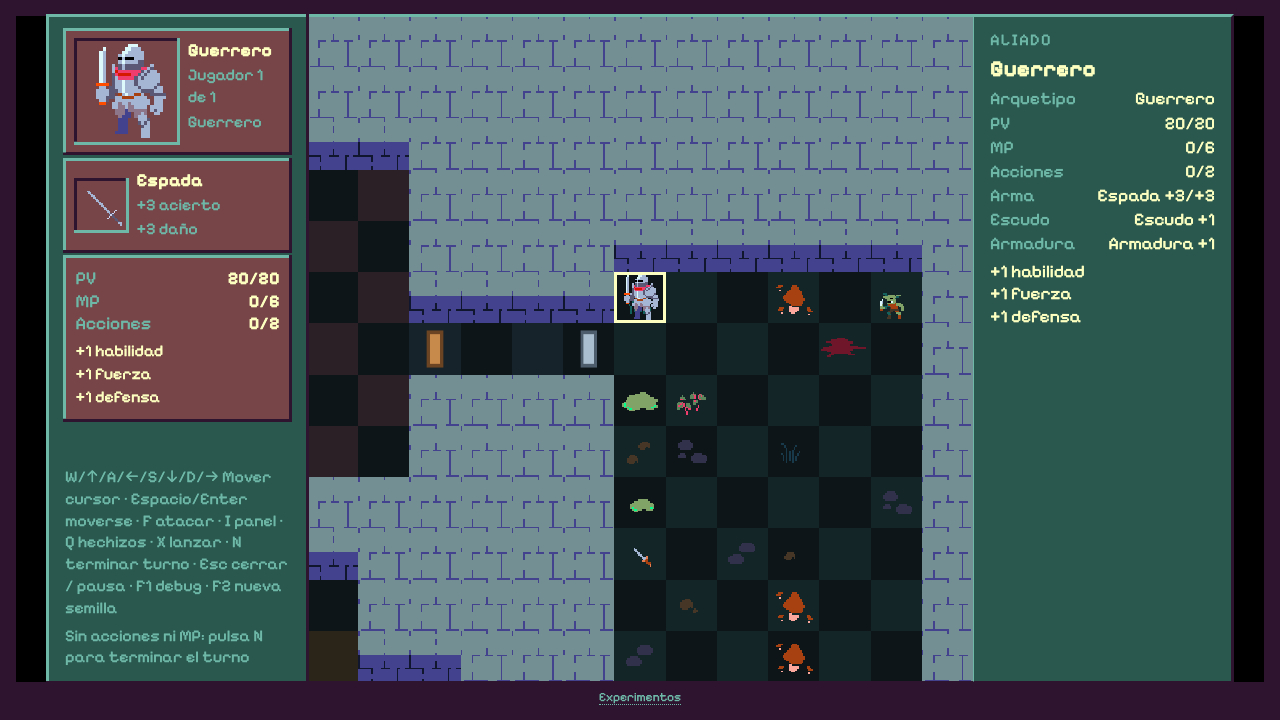 Guerrero
Jugador 1
de 1
Guerrero
Espada
+3 acierto
+3 daño
PV 80/80
MP 0/6
Acciones 0/2
+1 habilidad
+1 fuerza
+1 defensa
W/↑/A/←/S/↓/D/→ Mover
cursor · Espacio/Enter
moverse · F atacar · I panel ·
Q hechizos · X lanzar · N
terminar turno · Esc cerrar
/ pausa · F1 debug · F2 nueva
semilla
Sin acciones ni MP: pulsa N
para terminar el turno
ALIADO
Guerrero
Arquetipo Guerrero
PV 80/80
MP 0/6
Acciones 0/2
Arma Espada +3/+3
Escudo Escudo +1
Armadura Armadura +1
+1 habilidad
+1 fuerza
+1 defensa
Experimentos